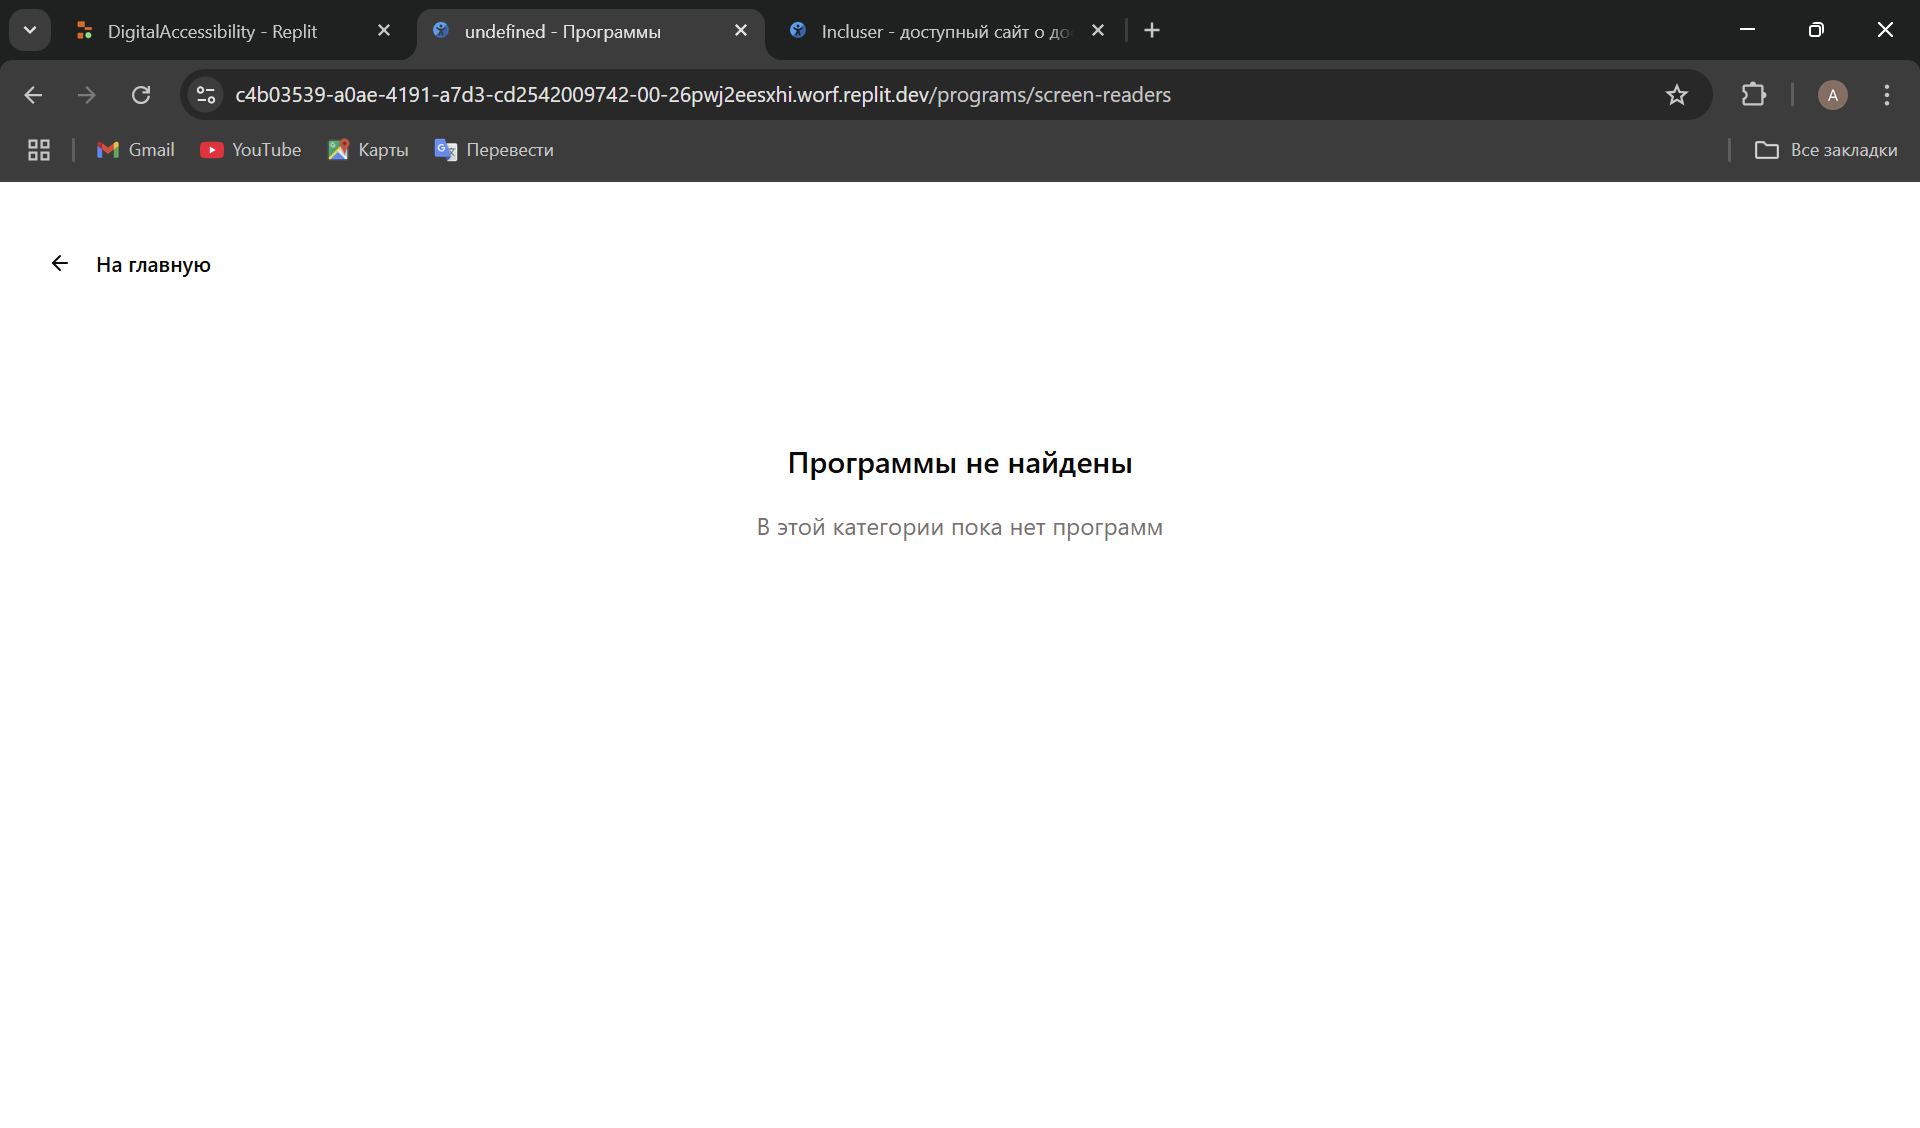 DigitalAccessibility - Replit
undefined - Программы
Incluser - доступный сайт о до
c4b03539-a0ae-4191-a7d3-cd2542009742-00-26pwj2eesxhi.worf.replit.dev/programs/screen-readers
A
Gmail
YouTube
Карты
Перевести
Все закладки
На главную
Программы не найдены
В этой категории пока нет программ